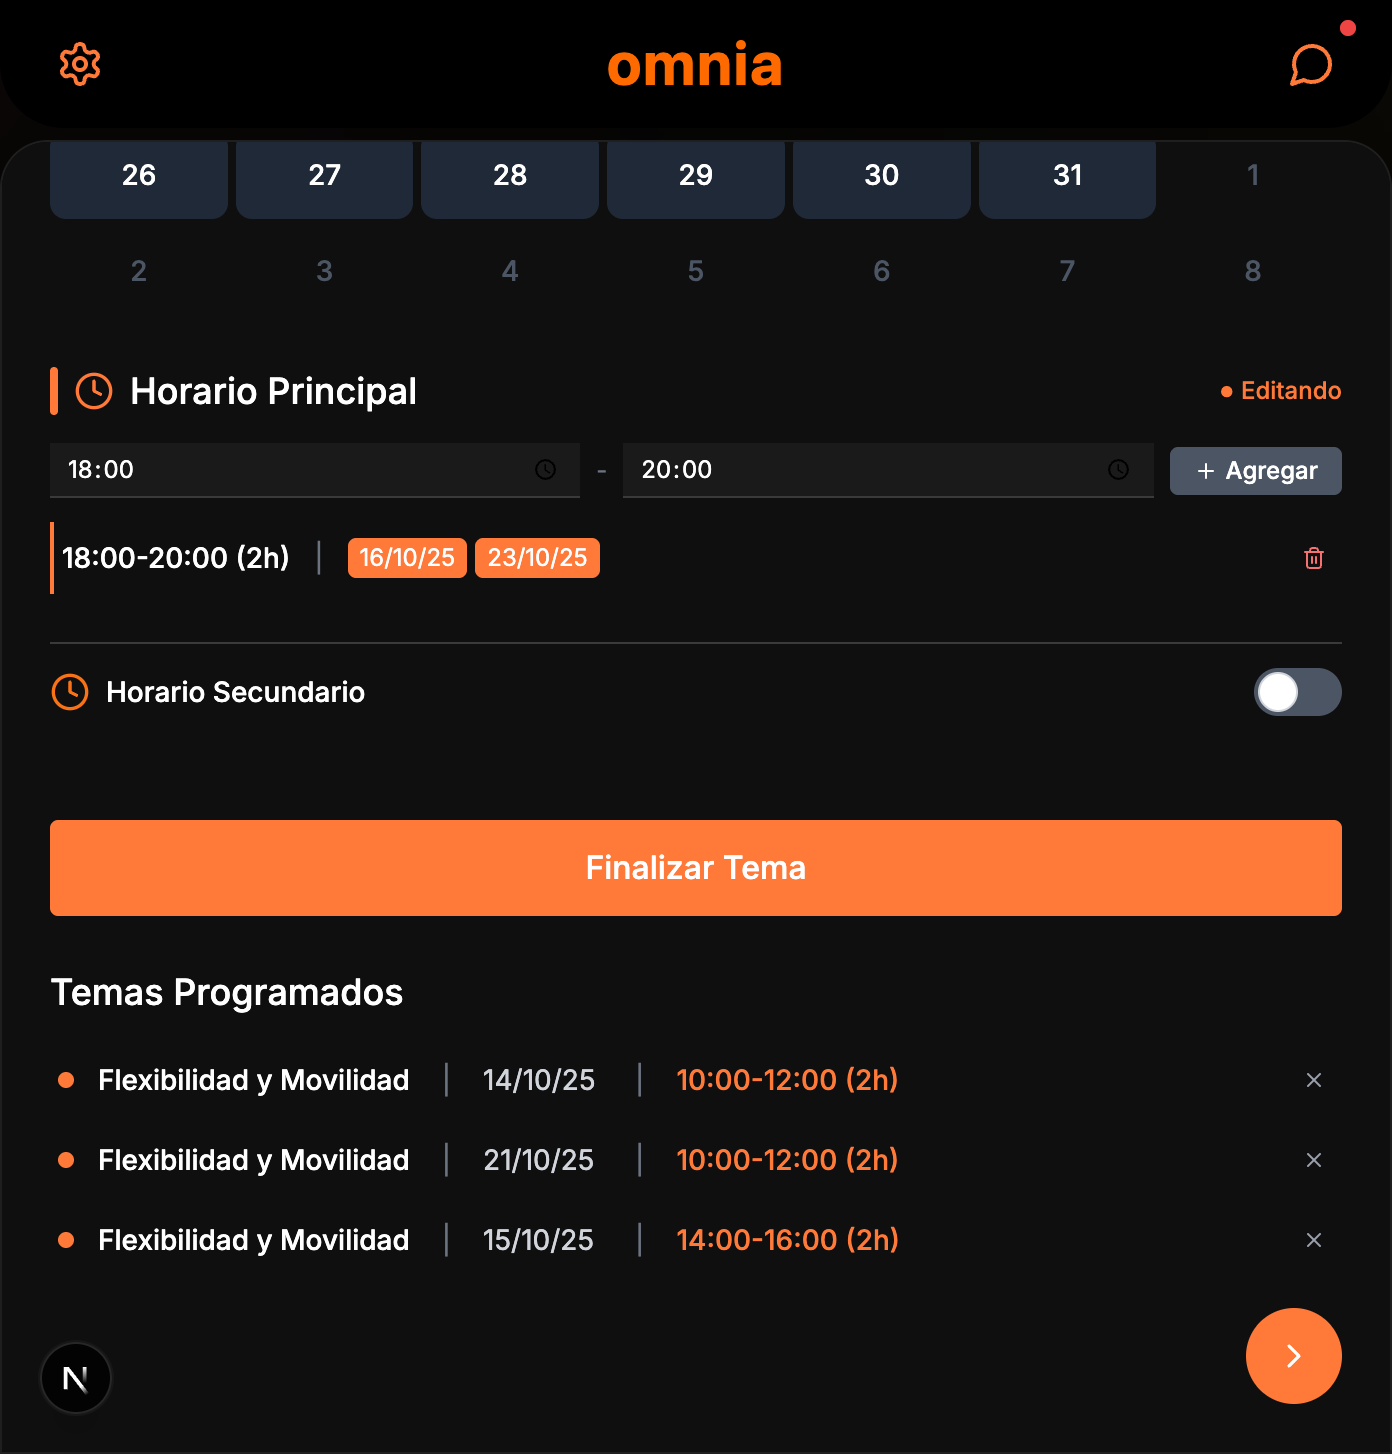 omnia
26 27 28 29 30 31 1
2 3 4 5 6 7 8
Horario Principal
Editando
18:00 - 20:00 + Agregar
18:00-20:00 (2h) | 16/10/25 23/10/25
Horario Secundario
Finalizar Tema
Temas Programados
Flexibilidad y Movilidad | 14/10/25 | 10:00-12:00 (2h)
Flexibilidad y Movilidad | 21/10/25 | 10:00-12:00 (2h)
Flexibilidad y Movilidad | 15/10/25 | 14:00-16:00 (2h)
N